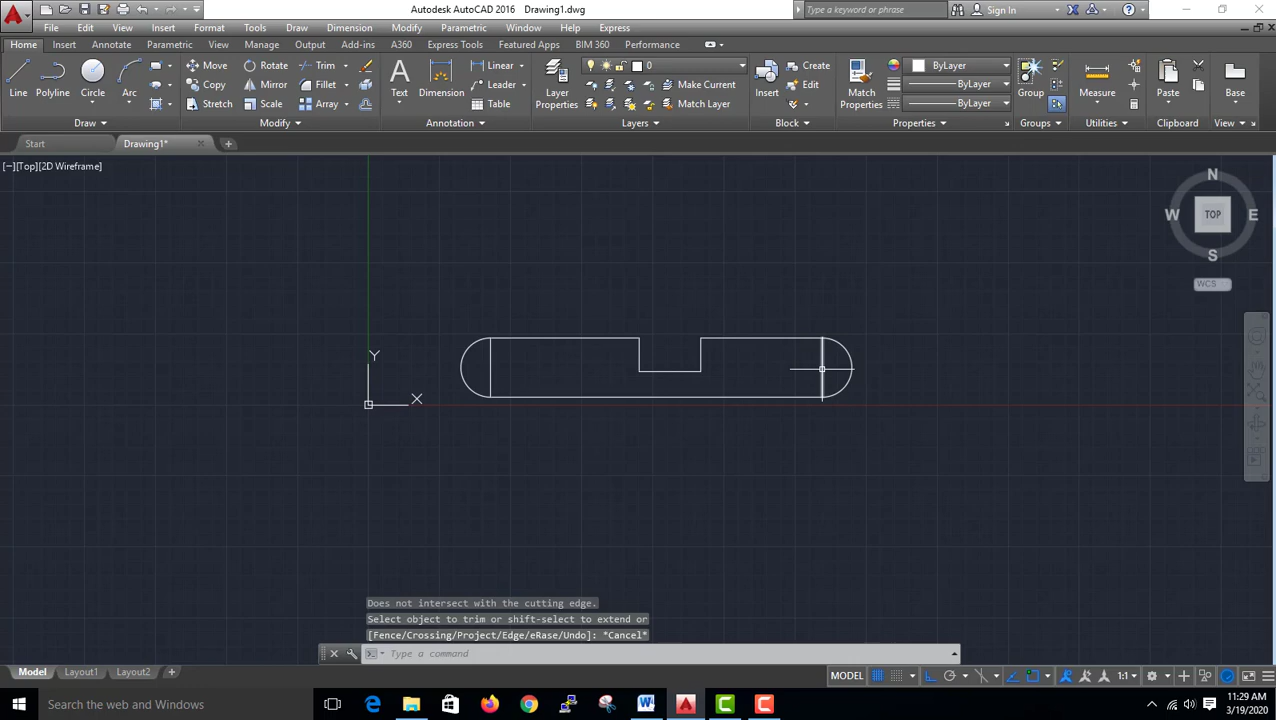 Autodesk AutoCAD 2016 Drawing1.dwg
Type a keyword or phrase
Sign In
File Edit View Insert Format Tools Draw Dimension Modify Parametric Window Help Express
Home Insert Annotate Parametric View Manage Output Add-ins A360 Express Tools Featured Apps BIM 360 Performance
Line
Polyline
Circle
Arc
Draw
Move
Copy
Stretch
Rotate
Mirror
Scale
Trim
Fillet
Array
Modify
Text
Dimension
Linear
Leader
Table
Annotation
Layer
Properties
0
Make Current
Match Layer
Layers
Insert
Create
Edit
Block
Match
Properties
ByLayer
ByLayer
ByLayer
Properties
Group
Groups
Measure
Utilities
Paste
Clipboard
Base
View
Start
Drawing1*
[−][Top][2D Wireframe]
N
W TOP E
S
WCS
Y
X
Does not intersect with the cutting edge.
Select object to trim or shift-select to extend or
[Fence/Crossing/Project/Edge/eRase/Undo]: *Cancel*
Type a command
Model Layout1 Layout2
MODEL
1:1
Search the web and Windows
11:29 AM
3/19/2020